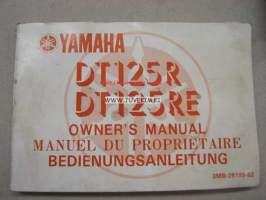 YAMAHA
DT125R
DT125RE
OWNER'S MANUAL
MANUEL DU PROPRIETAIRE
BEDIENUNGSANLEITUNG